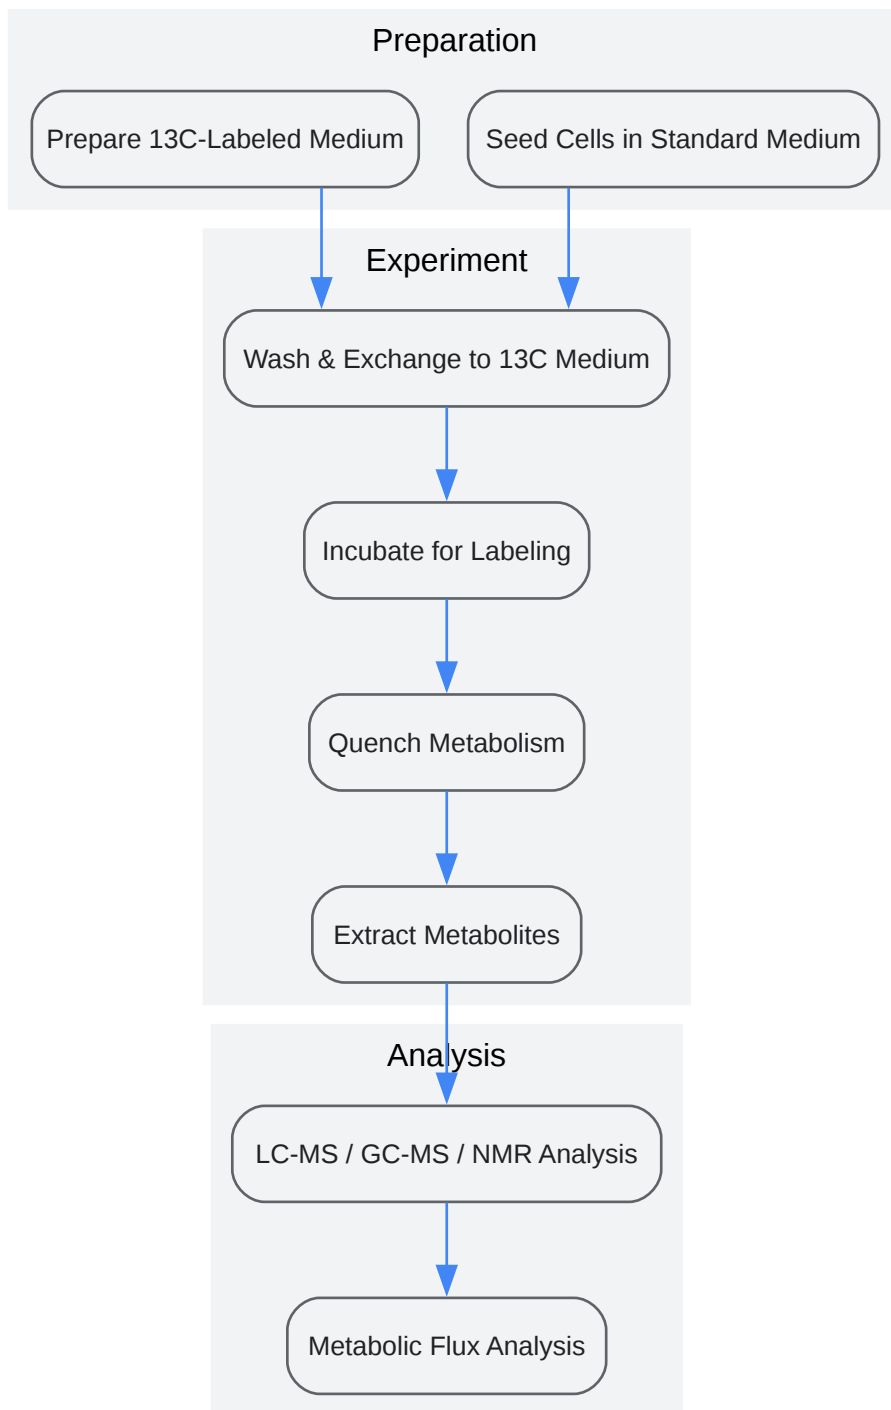 Preparation
Prepare 13C-Labeled Medium
Seed Cells in Standard Medium
Experiment
Wash & Exchange to 13C Medium
Incubate for Labeling
Quench Metabolism
Extract Metabolites
Analysis
LC-MS / GC-MS / NMR Analysis
Metabolic Flux Analysis